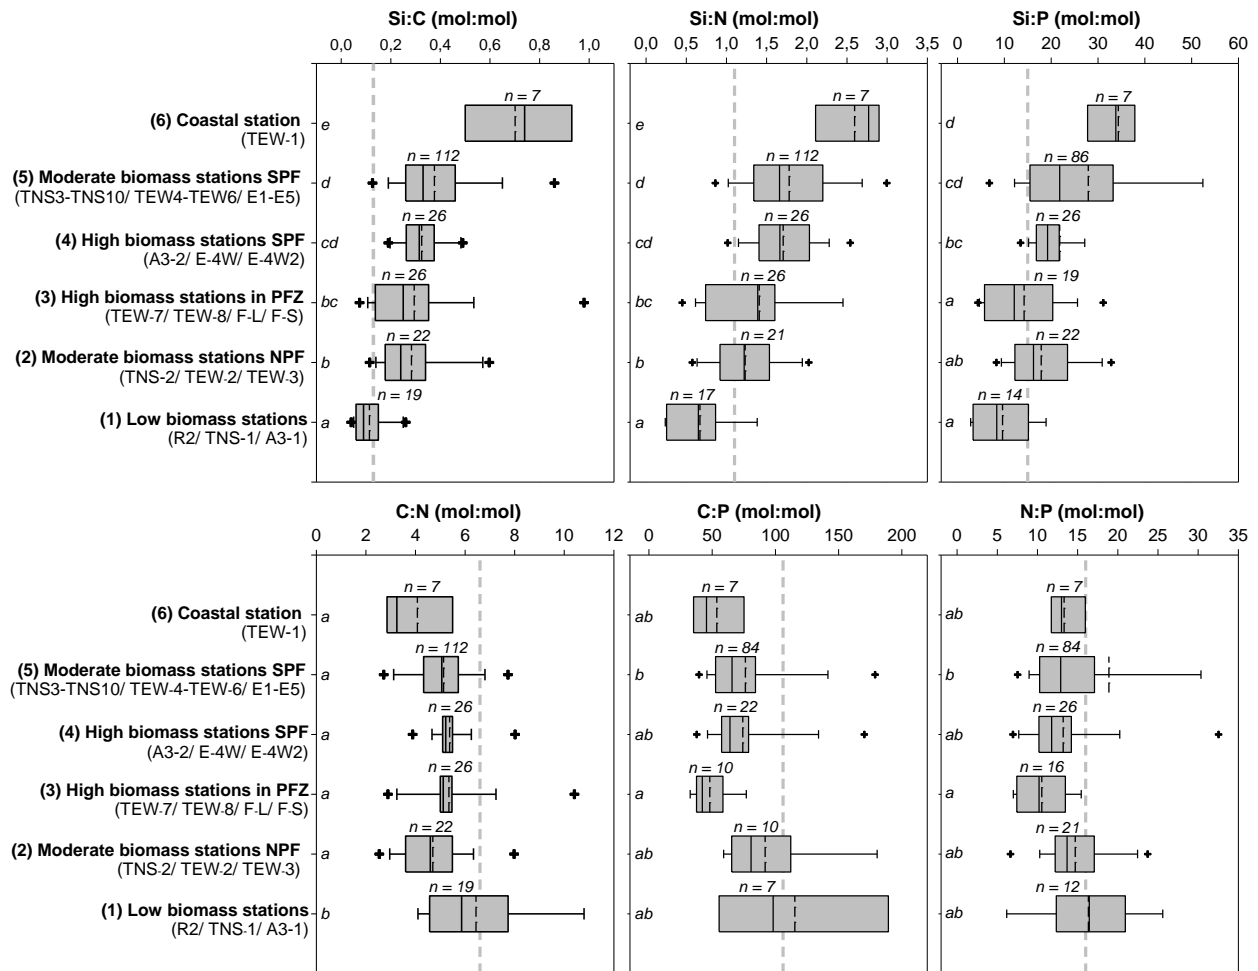 Si:C (mol:mol) Si:N (mol:mol) Si:P (mol:mol)
0,0 0,2 0,4 0,6 0,8 1,0 0,0 0,5 1,0 1,5 2,0 2,5 3,0 3,5 0 10 20 30 40 50 60
n = 7 n = 7 n = 7
(6) Coastal station e e d
(TEW-1)
n = 112 n = 112 n = 86
(5) Moderate biomass stations SPF d d cd
(TNS3-TNS10/ TEW4-TEW6/ E1-E5)
n = 26 n = 26 n = 26
(4) High biomass stations SPF cd cd bc
(A3-2/ E-4W/ E-4W2)
n = 26 n = 26 n = 19
(3) High biomass stations in PFZ bc bc a
(TEW-7/ TEW-8/ F-L/ F-S)
n = 22 n = 21 n = 22
(2) Moderate biomass stations NPF b b ab
(TNS-2/ TEW-2/ TEW-3)
n = 19 n = 17 n = 14
(1) Low biomass stations a a a
(R2/ TNS-1/ A3-1)
C:N (mol:mol) C:P (mol:mol) N:P (mol:mol)
0 2 4 6 8 10 12 0 50 100 150 200 0 5 10 15 20 25 30 35
n = 7 n = 7 n = 7
(6) Coastal station a ab ab
(TEW-1)
n = 112 n = 84 n = 84
(5) Moderate biomass stations SPF a b b
(TNS3-TNS10/ TEW-4-TEW-6/ E1-E5)
n = 26 n = 22 n = 26
(4) High biomass stations SPF a ab ab
(A3-2/ E-4W/ E-4W2)
n = 26 n = 10 n = 16
(3) High biomass stations in PFZ a a a
(TEW-7/ TEW-8/ F-L/ F-S)
n = 22 n = 10 n = 21
(2) Moderate biomass stations NPF a ab ab
(TNS-2/ TEW-2/ TEW-3)
n = 19 n = 7 n = 12
(1) Low biomass stations b ab ab
(R2/ TNS-1/ A3-1)